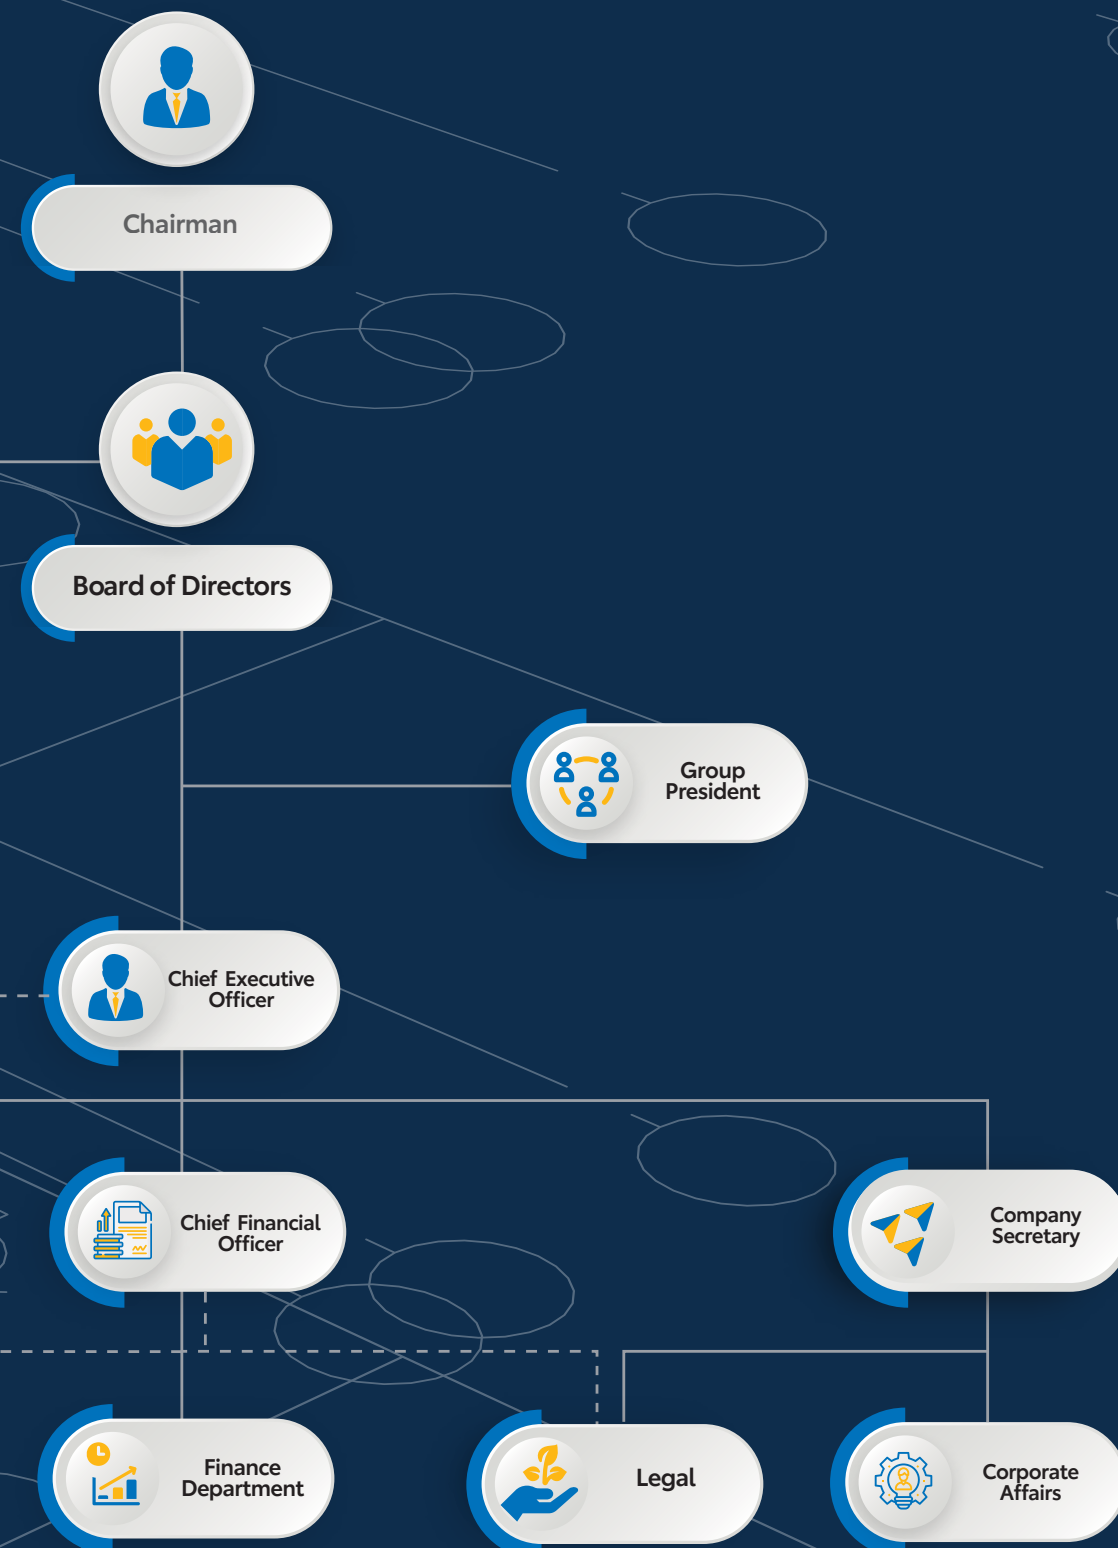 Chairman
Board of Directors
Group
President
Chief Executive
Officer
Chief Financial
Officer
Company
Secretary
Finance
Department
Legal
Corporate
Affairs